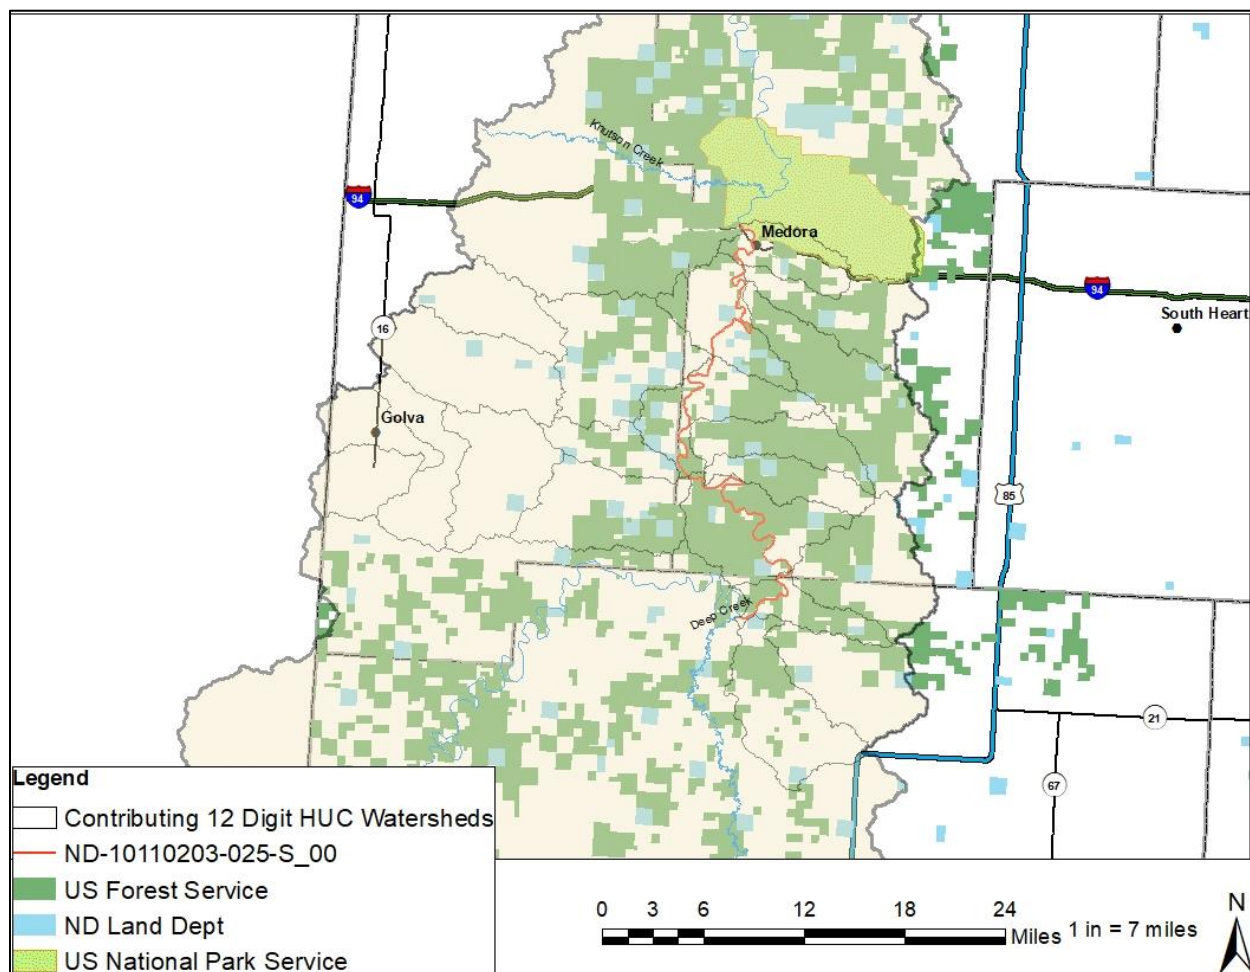 Knutson Creek
94
Medora
94
South Heart
16
Golva
85
Deep Creek
21
67
Legend
Contributing 12 Digit HUC Watersheds
ND-10110203-025-S_00
US Forest Service
ND Land Dept
US National Park Service
0 3 6 12 18 24
Miles
1 in = 7 miles
N